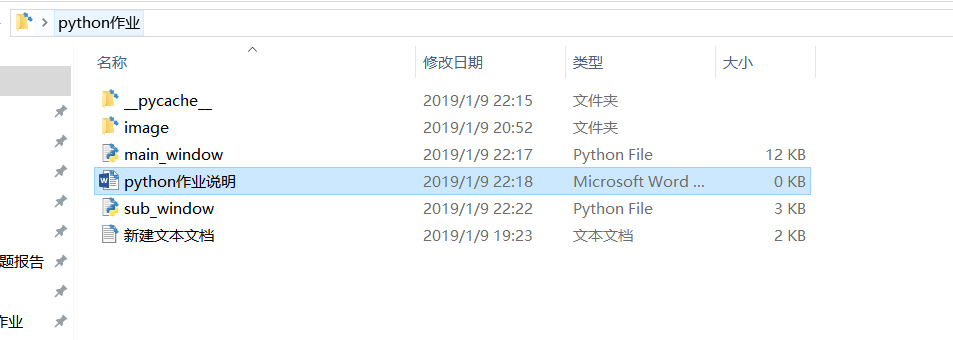 python作业
名称 修改日期 类型 大小
__pycache__ 2019/1/9 22:15 文件夹
image 2019/1/9 20:52 文件夹
main_window 2019/1/9 22:17 Python File 12 KB
python作业说明 2019/1/9 22:18 Microsoft Word ... 0 KB
sub_window 2019/1/9 22:22 Python File 3 KB
新建文本文档 2019/1/9 19:23 文本文档 2 KB
题报告
作业